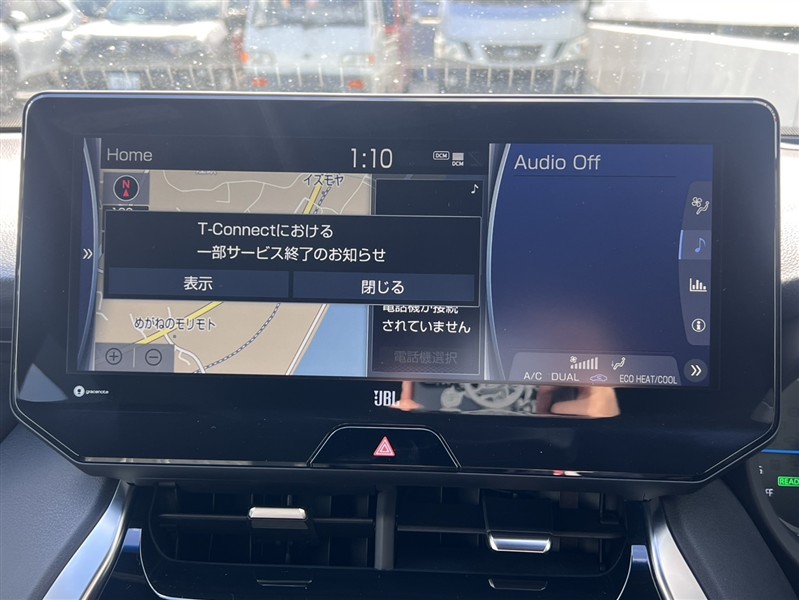 Home
1:10
DCM
DCM
Audio Off
イズモヤ
N
T-Connectにおける
一部サービス終了のお知らせ
表示
閉じる
めがねのモリモト
電話機が接続
されていません
電話機選択
A/C
DUAL
ECO HEAT/COOL
gracenote
JBL
READ